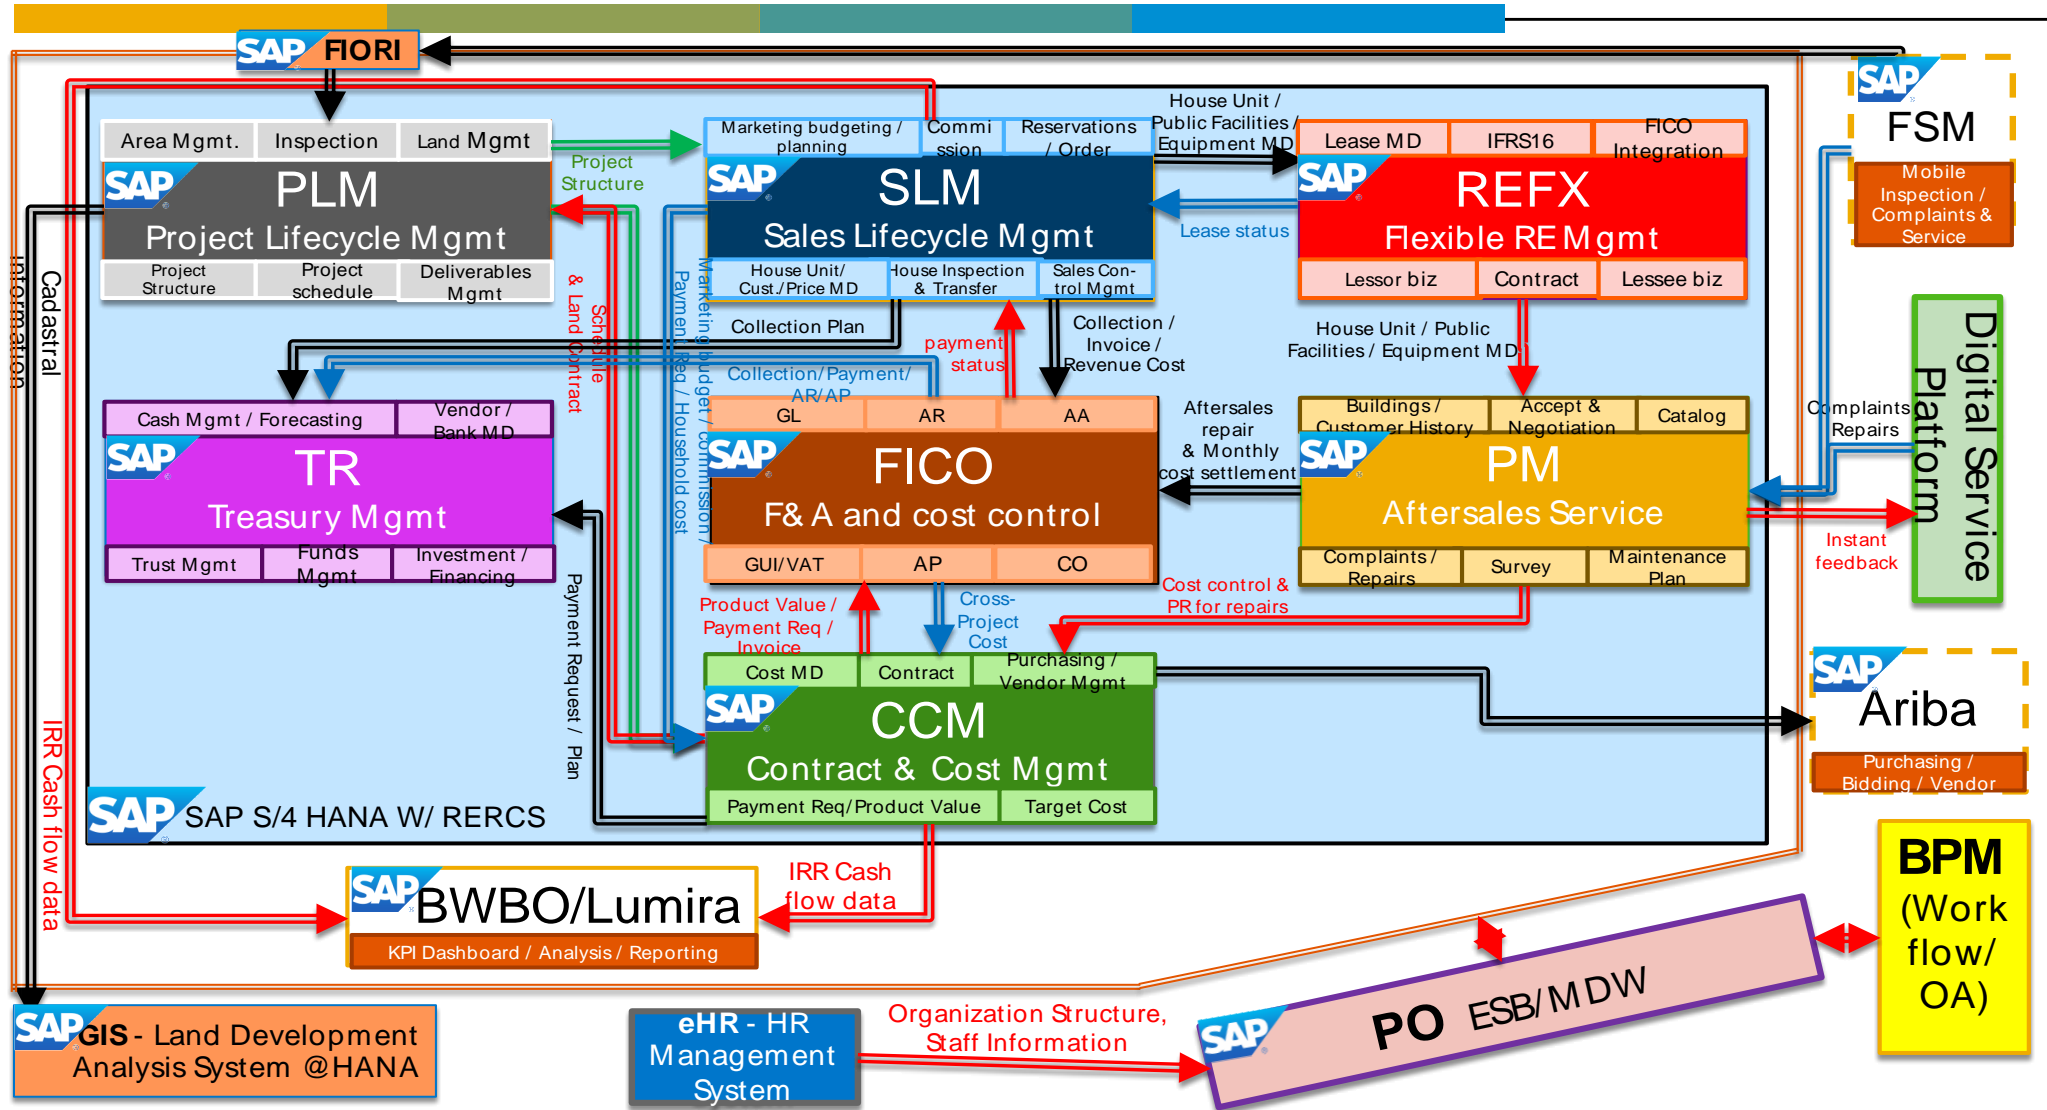 SAP FIORI
SAP
FSM
Mobile
Inspection /
Complaints &
Service
Area Mgmt.
Inspection
Land Mgmt
SAP
PLM
Project Lifecycle Mgmt
Project
Structure
Project
schedule
Deliverables
Mgmt
Project
Structure
Marketing budgeting /
planning
Commi
ssion
Reservations
/ Order
SAP
SLM
Sales Lifecycle Mgmt
House Unit/
Cust./Price MD
House Inspection
& Transfer
Sales Con-
trol Mgmt
House Unit /
Public Facilities /
Equipment MD
Lease status
Lease MD
IFRS16
FICO
Integration
SAP
REFX
Flexible RE Mgmt
Lessor biz
Contract
Lessee biz
Cadastral
Information
Schedule
& Land Contract
Marketing budget / commission /
Payment Req / Household cost
Collection Plan
payment
status
Collection /
Invoice /
Revenue Cost
House Unit / Public
Facilities / Equipment MD
Collection/Payment/
AR/AP
Cash Mgmt / Forecasting
Vendor /
Bank MD
SAP
TR
Treasury Mgmt
Trust Mgmt
Funds
Mgmt
Investment /
Financing
GL
AR
AA
SAP
FICO
F&A and cost control
GUI/VAT
AP
CO
Aftersales
repair
& Monthly
cost settlement
Buildings /
Customer History
Accept &
Negotiation
Catalog
SAP
PM
Aftersales Service
Complaints /
Repairs
Survey
Maintenance
Plan
Complaints
Repairs
Digital Service
Platform
Instant
feedback
Payment Request / Plan
Product Value /
Payment Req /
Invoice
Cross-
Project
Cost
Cost control &
PR for repairs
Cost MD
Contract
Purchasing /
Vendor Mgmt
SAP
CCM
Contract & Cost Mgmt
Payment Req/Product Value
Target Cost
SAP
Ariba
Purchasing /
Bidding / Vendor
SAP SAP S/4 HANA W/ RERCS
IRR Cash flow data
SAP BWBO/Lumira
KPI Dashboard / Analysis / Reporting
IRR Cash
flow data
BPM
(Work
flow/
OA)
SAP GIS - Land Development
Analysis System @HANA
eHR - HR
Management
System
Organization Structure,
Staff Information
SAP PO ESB/MDW